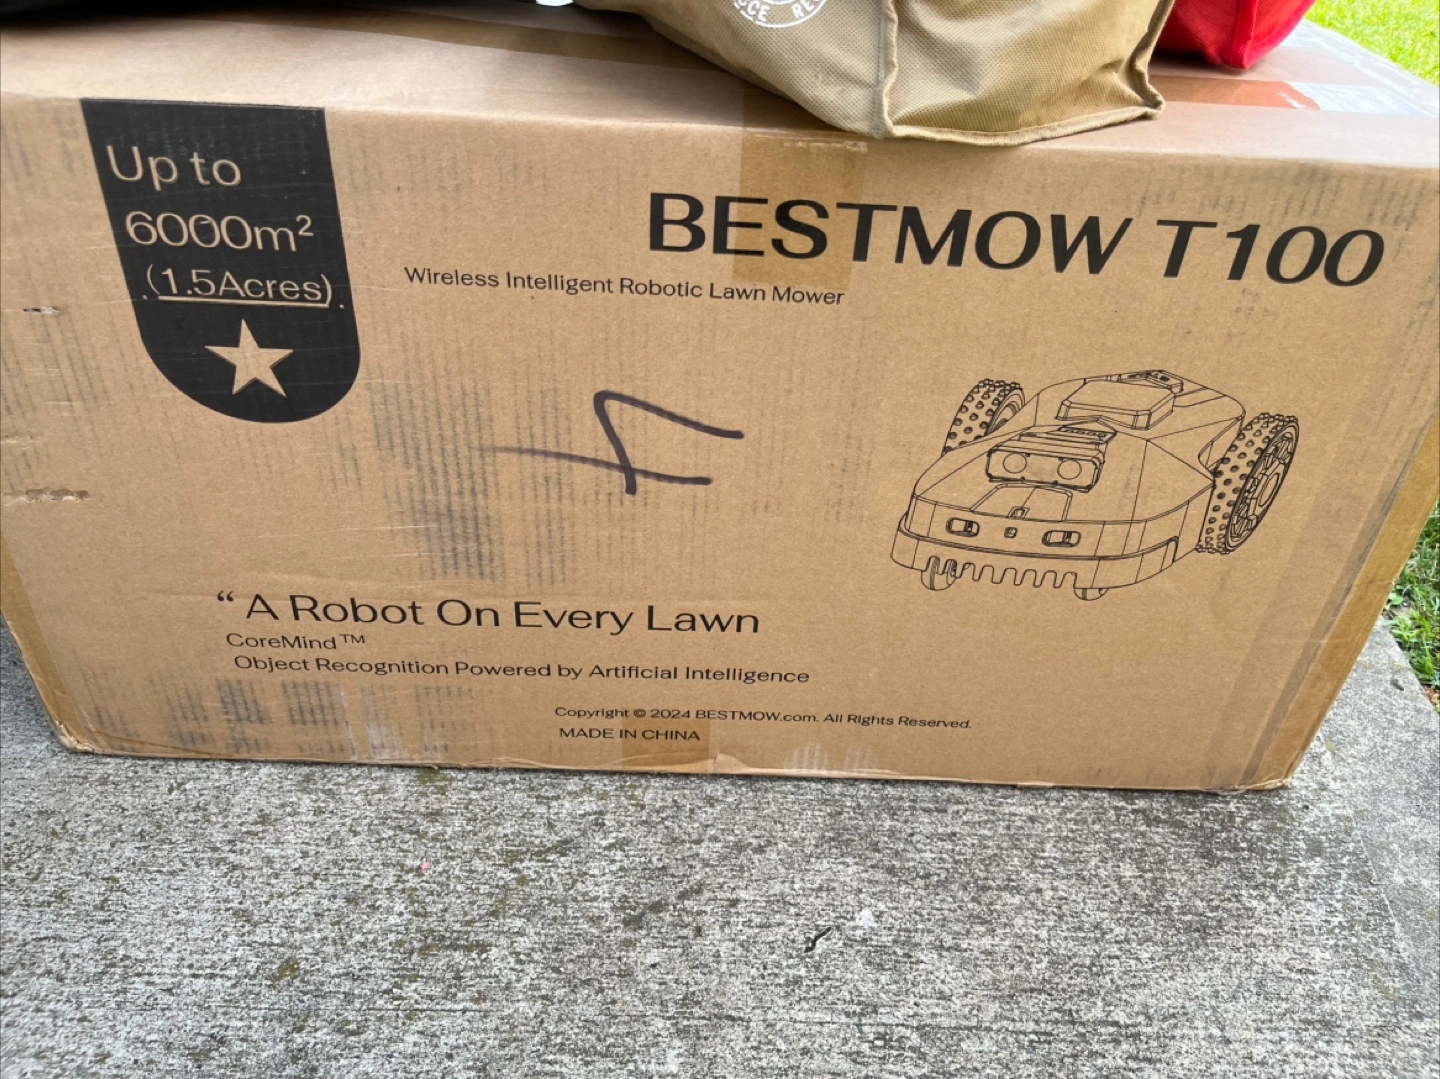 Up to
6000m²
(1.5Acres)
BESTMOW T100
Wireless Intelligent Robotic Lawn Mower
“ A Robot On Every Lawn
CoreMind™
Object Recognition Powered by Artificial Intelligence
Copyright © 2024 BESTMOW.com. All Rights Reserved.
MADE IN CHINA